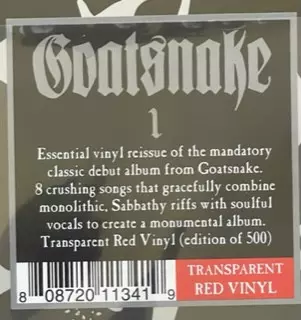 Goatsnake
1
Essential vinyl reissue of the mandatory
classic debut album from Goatsnake.
8 crushing songs that gracefully combine
monolithic, Sabbathy riffs with soulful
vocals to create a monumental album.
Transparent Red Vinyl (edition of 500)
TRANSPARENT
RED VINYL
8 08720 11341 9